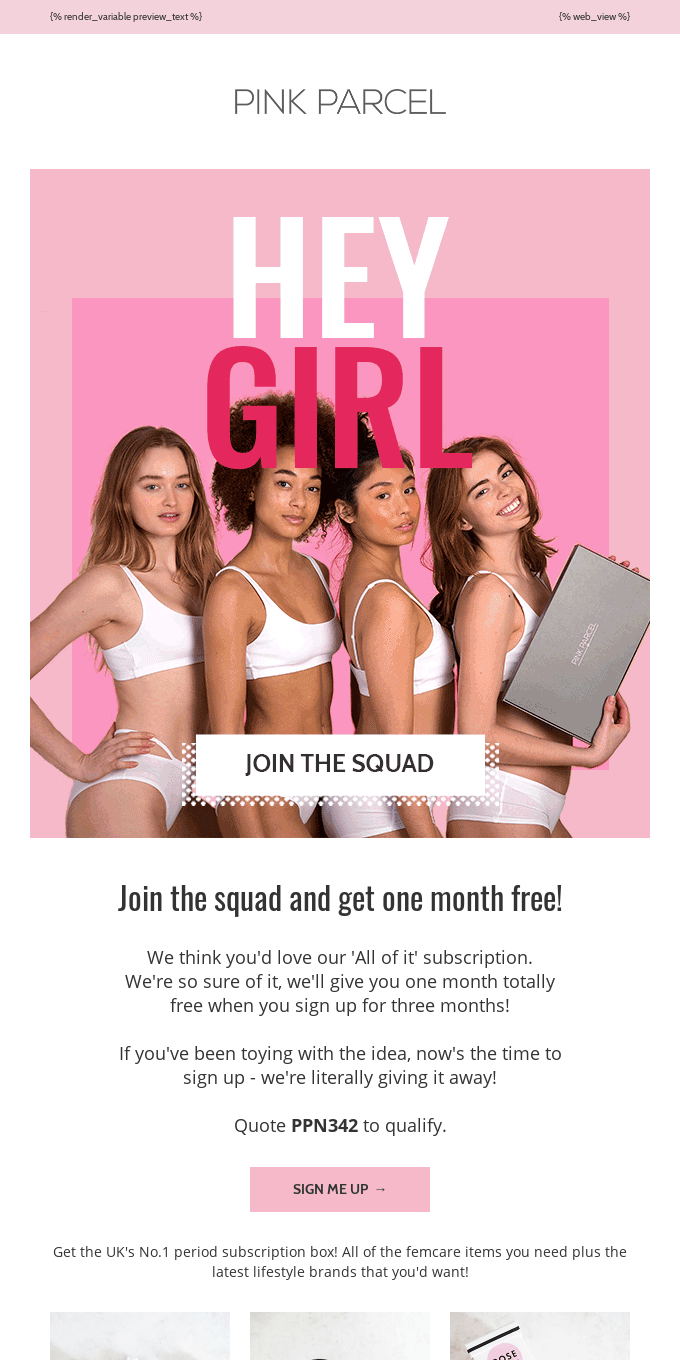 {% render_variable preview_text %}
{% web_view %}
PINK PARCEL
HEY
GIRL
PINK PARCEL
JOIN THE SQUAD
Join the squad and get one month free!
We think you'd love our 'All of it' subscription.
We're so sure of it, we'll give you one month totally
free when you sign up for three months!
If you've been toying with the idea, now's the time to
sign up - we're literally giving it away!
Quote PPN342 to qualify.
SIGN ME UP →
Get the UK's No.1 period subscription box! All of the femcare items you need plus the
latest lifestyle brands that you'd want!